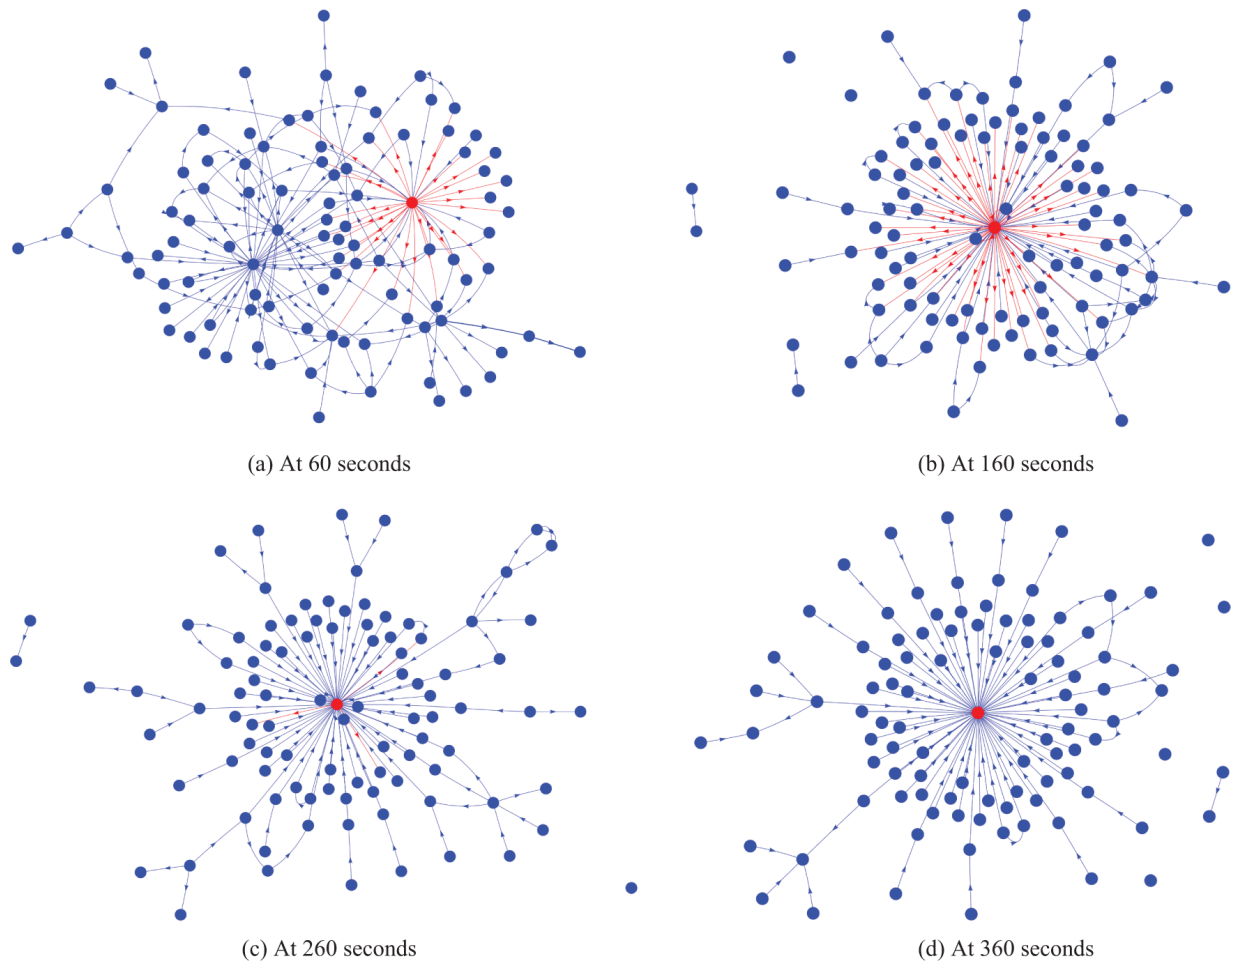 (a) At 60 seconds
(b) At 160 seconds
(c) At 260 seconds
(d) At 360 seconds